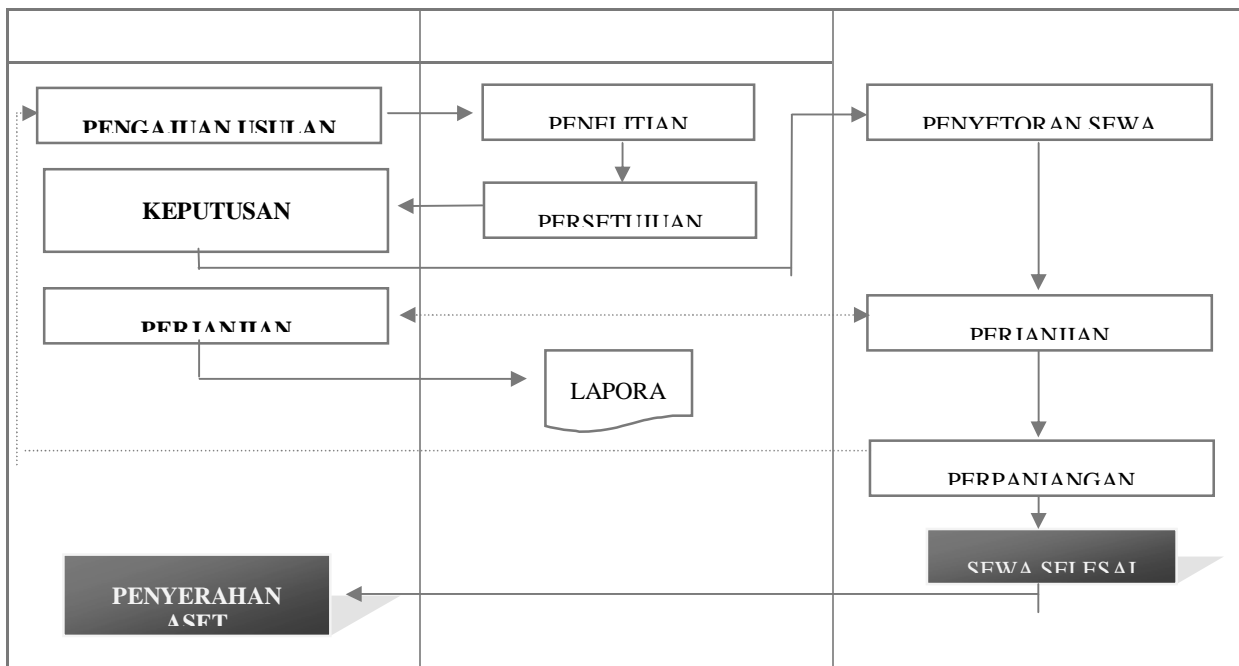 PENGAJUAN USULAN
PENELITIAN
PENYETORAN SEWA
KEPUTUSAN
PERSETUJUAN
PERJANJIAN
PERJANJIAN
LAPORA
PERPANJANGAN
SEWA SELESAI
PENYERAHAN
ASET